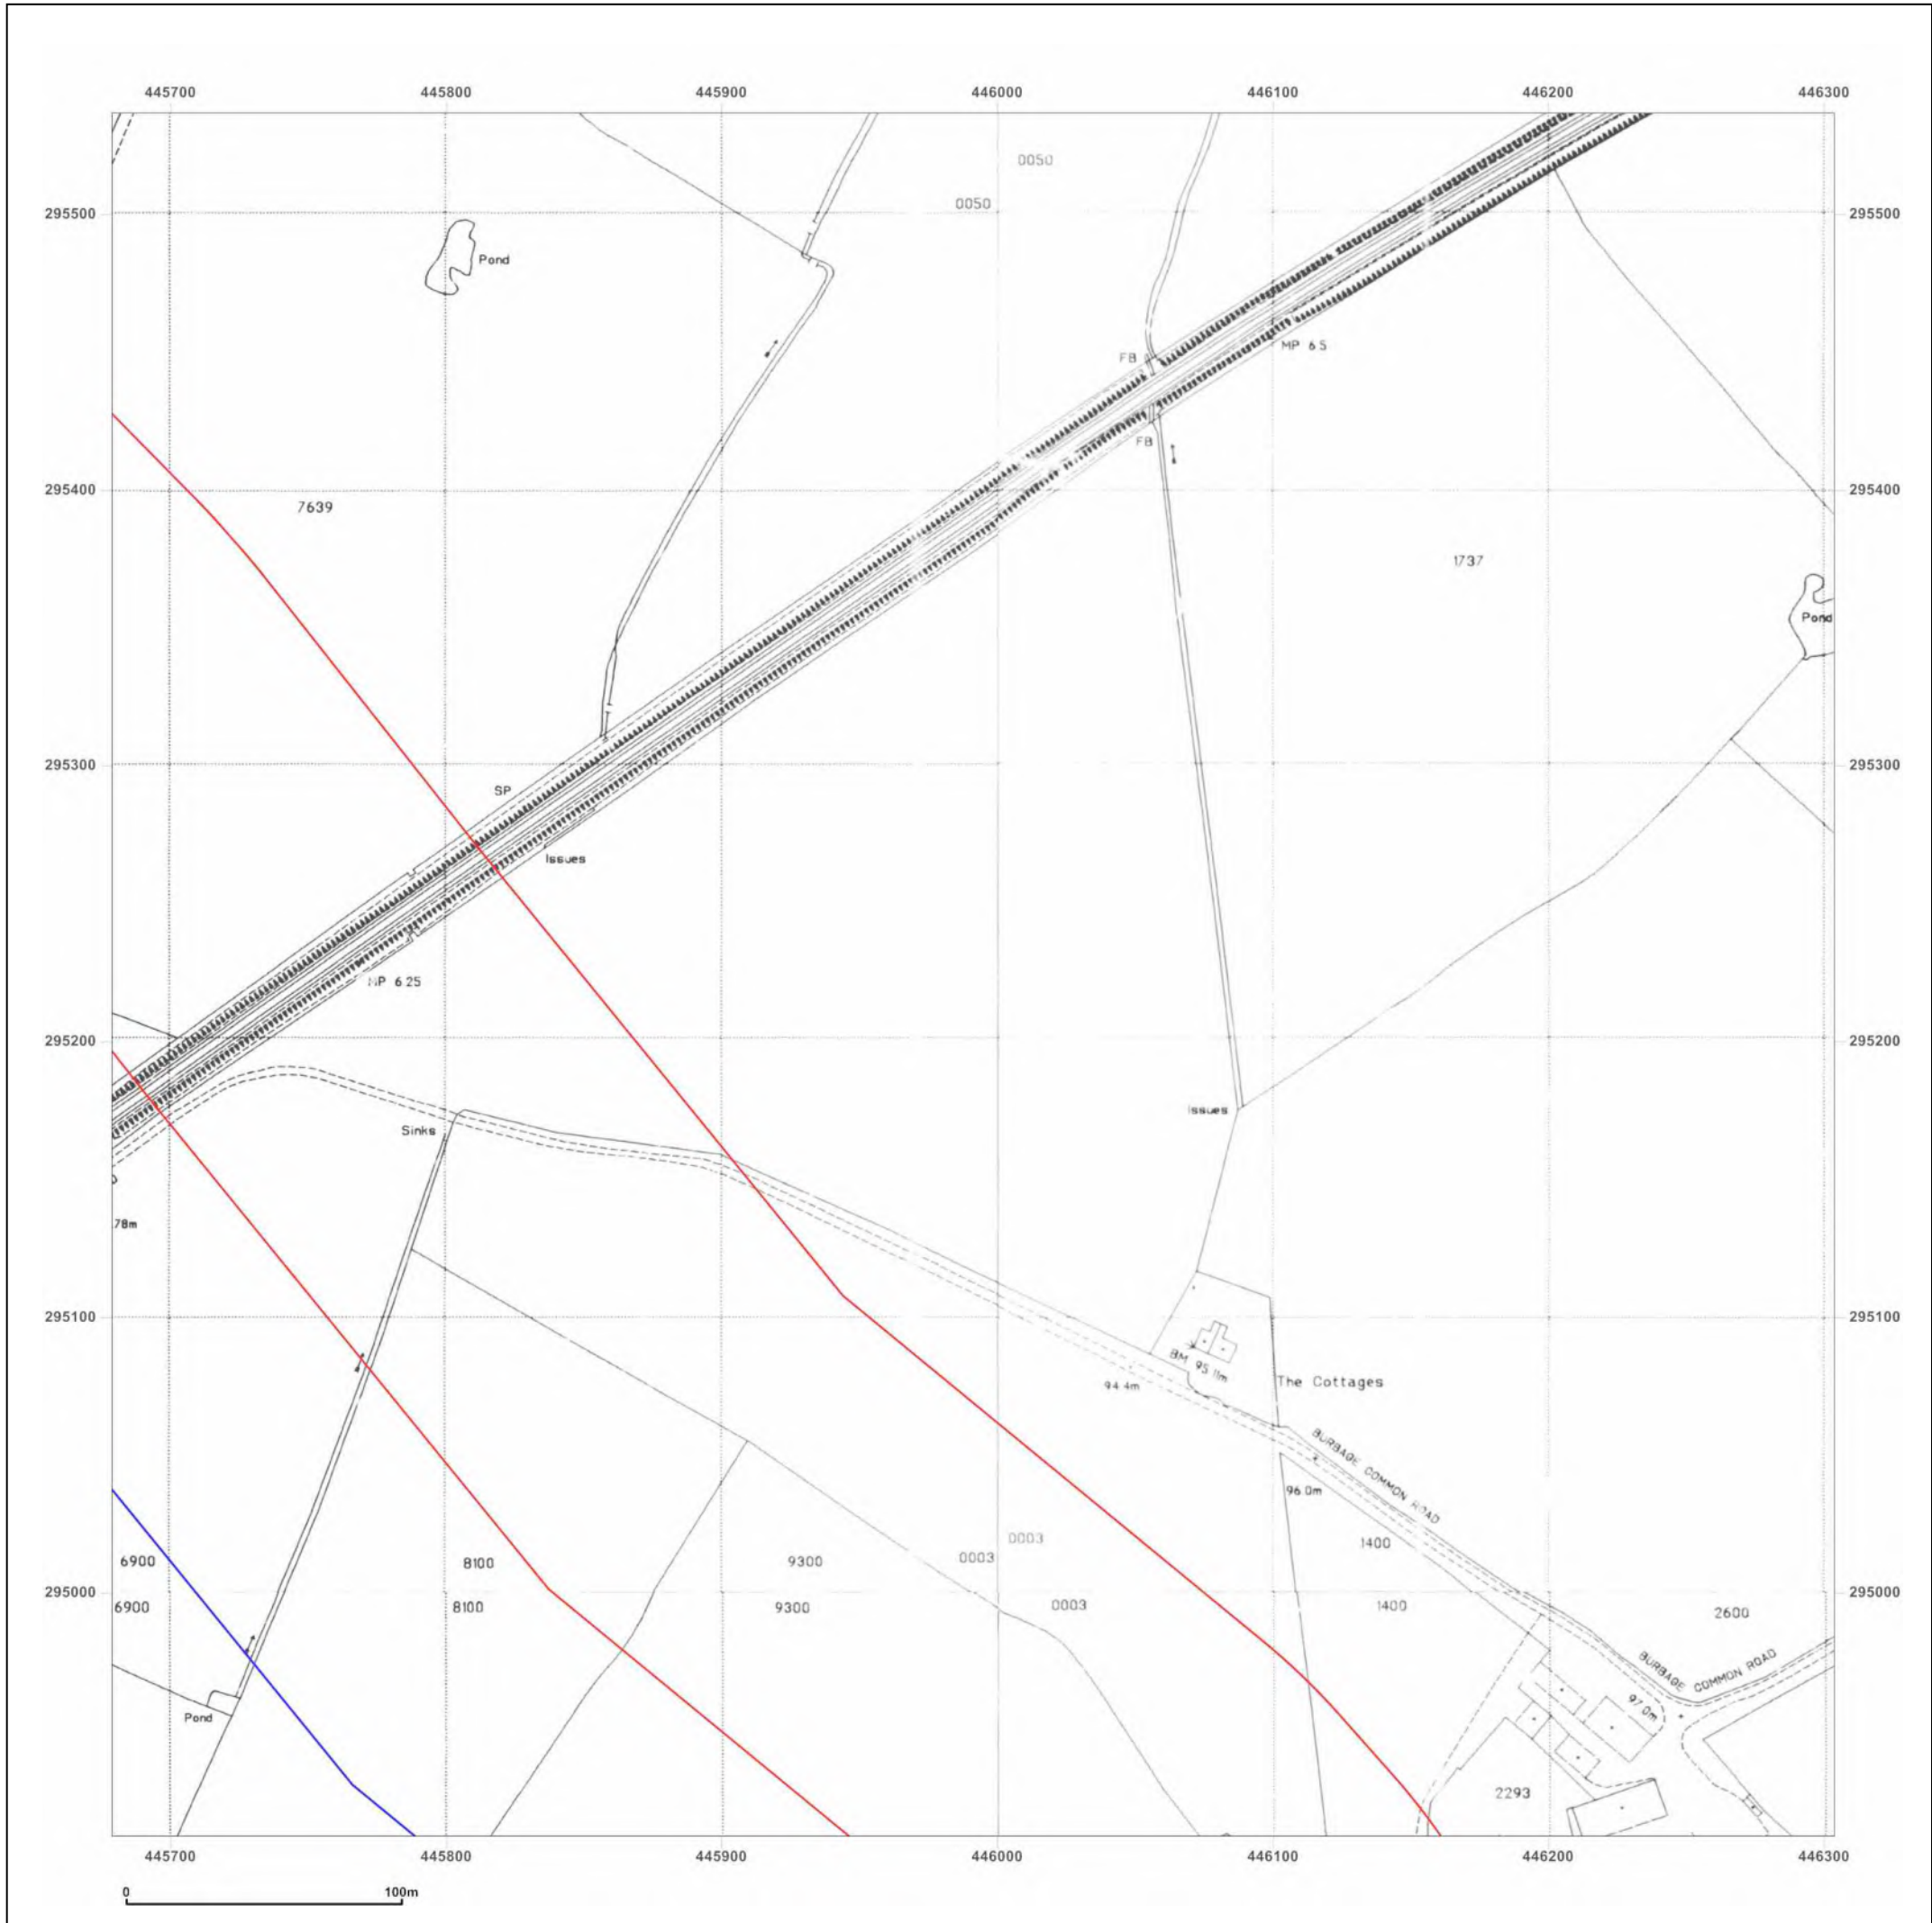 445700 445800 445900 446000 446100 446200 446300
0050
0050
295500 295500
Pond
FB
MP 6.5
FB
295400 295400
7639
1737
Pond
295300 295300
SP
Issues
MP 6.25
295200 295200
Issues
Sinks
78m
295100 295100
BM 95.11m
94.4m
The Cottages
BURBAGE COMMON ROAD
96.0m
0003
1400
6900 8100 9300 0003
295000 295000
6900 8100 9300 0003 1400 2600
BURBAGE COMMON ROAD
97.0m
Pond
2293
445700 445800 445900 446000 446100 446200 446300
0 100m